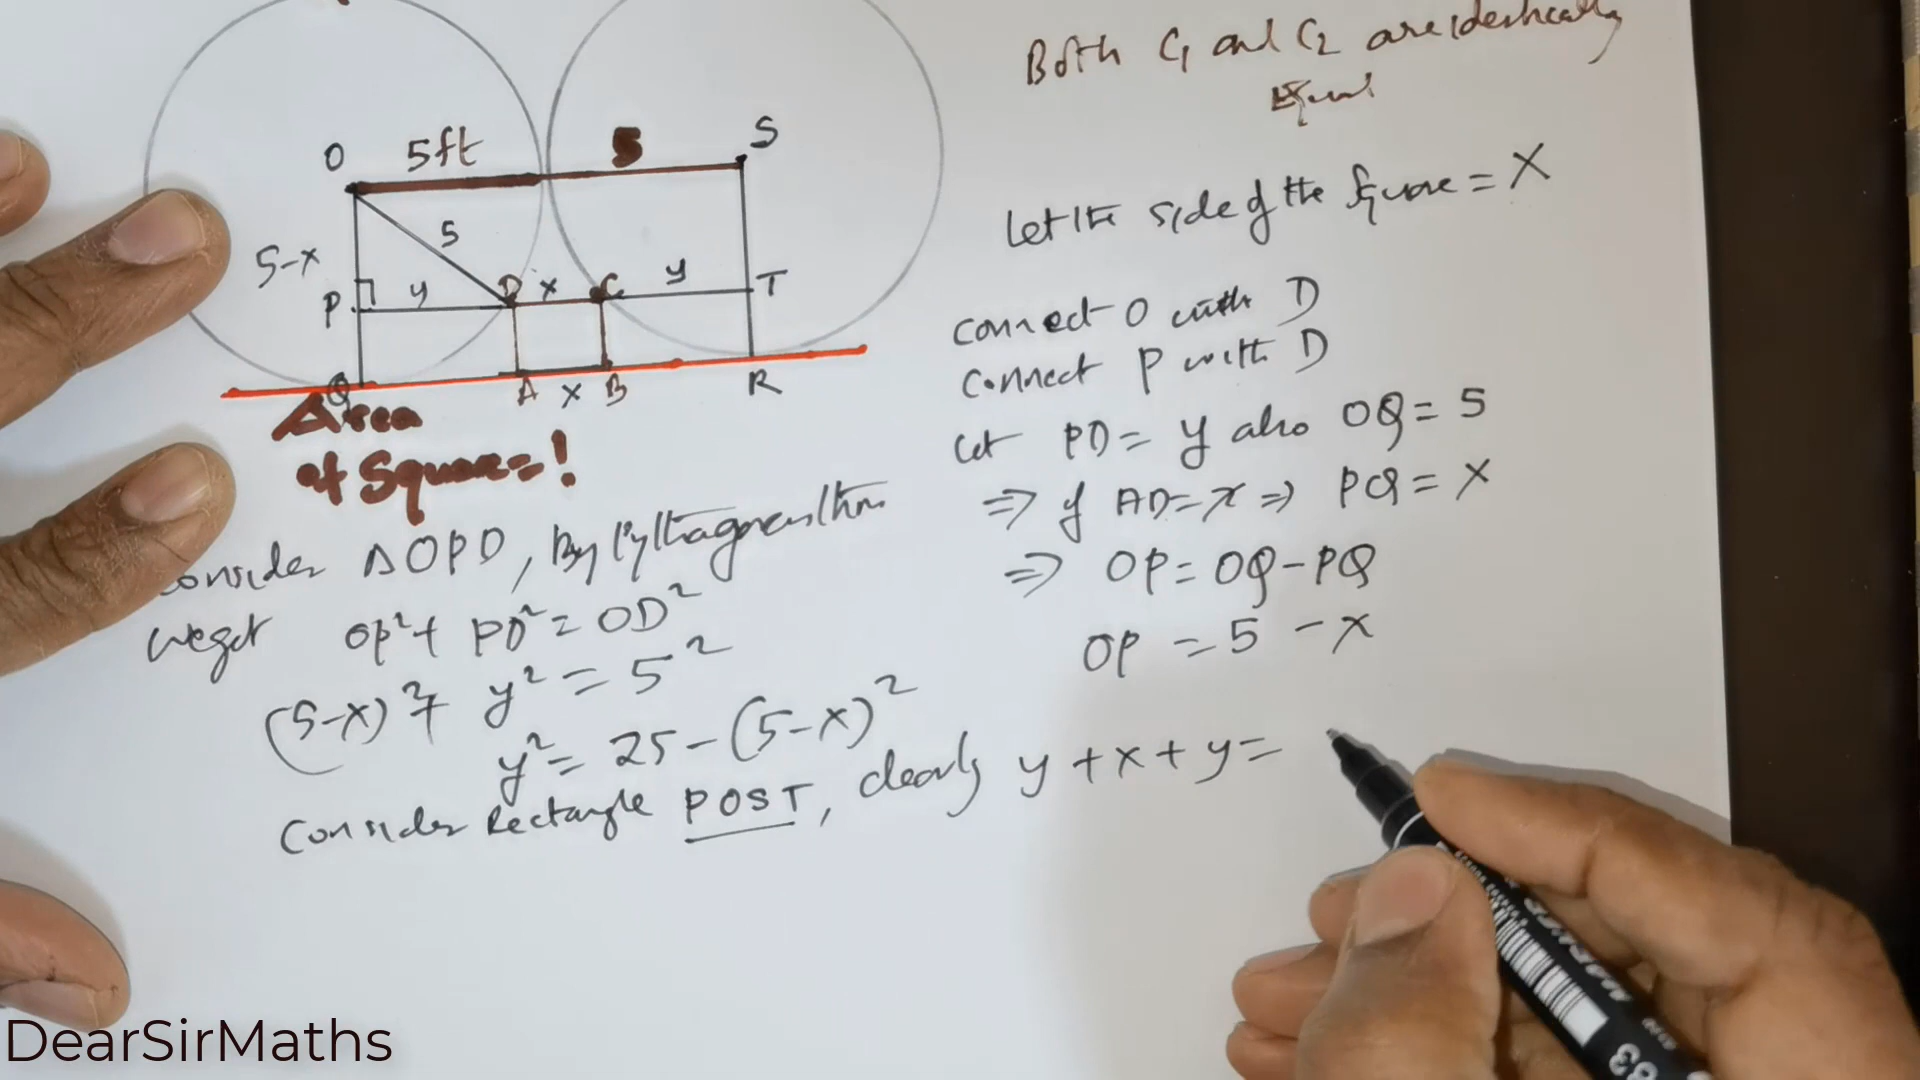 Both C1 and C2 are identically
Equal
O 5ft 5 S
Let the side of the Square = X
5-x 5
P y D x C y T
Connect O with D
Connect P with D
Q A x B R
Area
of Square = !
Let PD = y also OQ = 5
=> if AD = x => PQ = x
=> OP = OQ - PQ
OP = 5 - x
Consider ΔOPD, By Pythagoras thm
we get OP² + PD² = OD²
(5-x)² + y² = 5²
y² = 25 - (5-x)²
Consider Rectangle POST, clearly y + x + y =
DearSirMaths